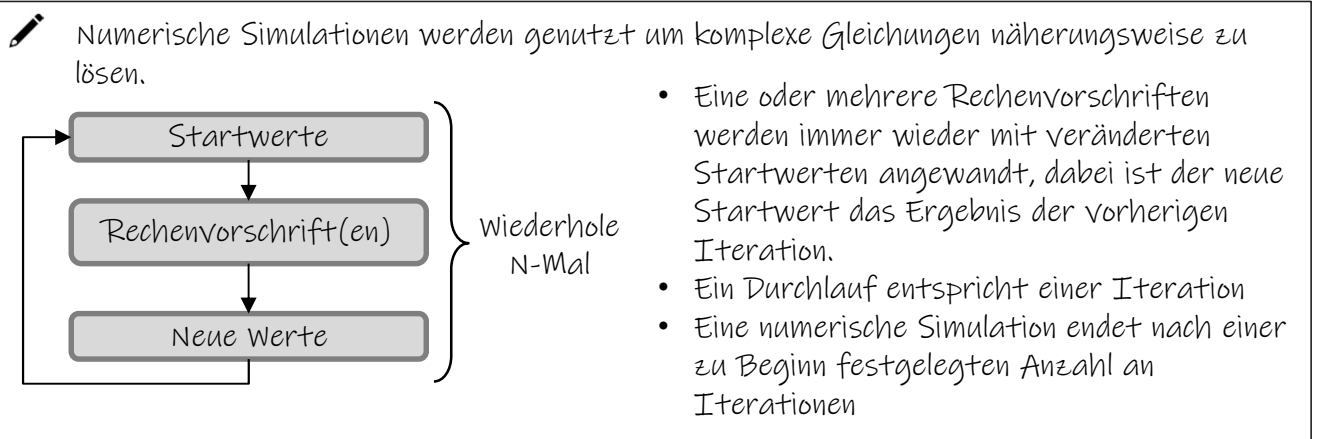 Numerische Simulationen werden genutzt um komplexe Gleichungen näherungsweise zu
lösen.
Startwerte
Rechenvorschrift(en)
Neue Werte
Wiederhole
N-Mal
• Eine oder mehrere Rechenvorschriften
werden immer wieder mit veränderten
Startwerten angewandt, dabei ist der neue
Startwert das Ergebnis der vorherigen
Iteration.
• Ein Durchlauf entspricht einer Iteration
• Eine numerische Simulation endet nach einer
zu Beginn festgelegten Anzahl an
Iterationen